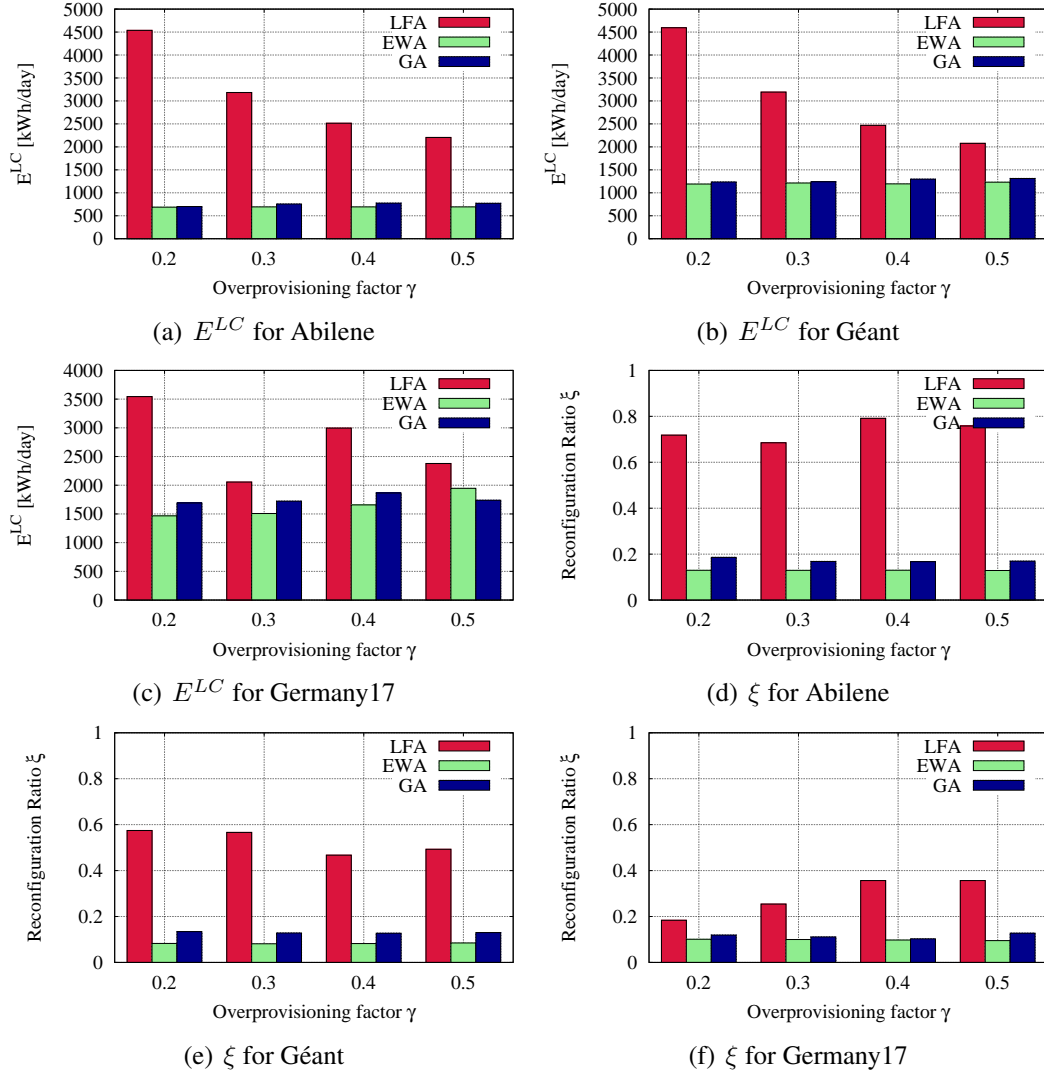 5000
4500
4000
3500
3000
2500
2000
1500
1000
500
0
E^LC [kWh/day]
LFA
EWA
GA
0.2 0.3 0.4 0.5
Overprovisioning factor γ
(a) E^LC for Abilene
5000
4500
4000
3500
3000
2500
2000
1500
1000
500
0
E^LC [kWh/day]
LFA
EWA
GA
0.2 0.3 0.4 0.5
Overprovisioning factor γ
(b) E^LC for Géant
4000
3500
3000
2500
2000
1500
1000
500
0
E^LC [kWh/day]
LFA
EWA
GA
0.2 0.3 0.4 0.5
Overprovisioning factor γ
(c) E^LC for Germany17
1
0.8
0.6
0.4
0.2
0
Reconfiguration Ratio ξ
LFA
EWA
GA
0.2 0.3 0.4 0.5
Overprovisioning factor γ
(d) ξ for Abilene
1
0.8
0.6
0.4
0.2
0
Reconfiguration Ratio ξ
LFA
EWA
GA
0.2 0.3 0.4 0.5
Overprovisioning factor γ
(e) ξ for Géant
1
0.8
0.6
0.4
0.2
0
Reconfiguration Ratio ξ
LFA
EWA
GA
0.2 0.3 0.4 0.5
Overprovisioning factor γ
(f) ξ for Germany17